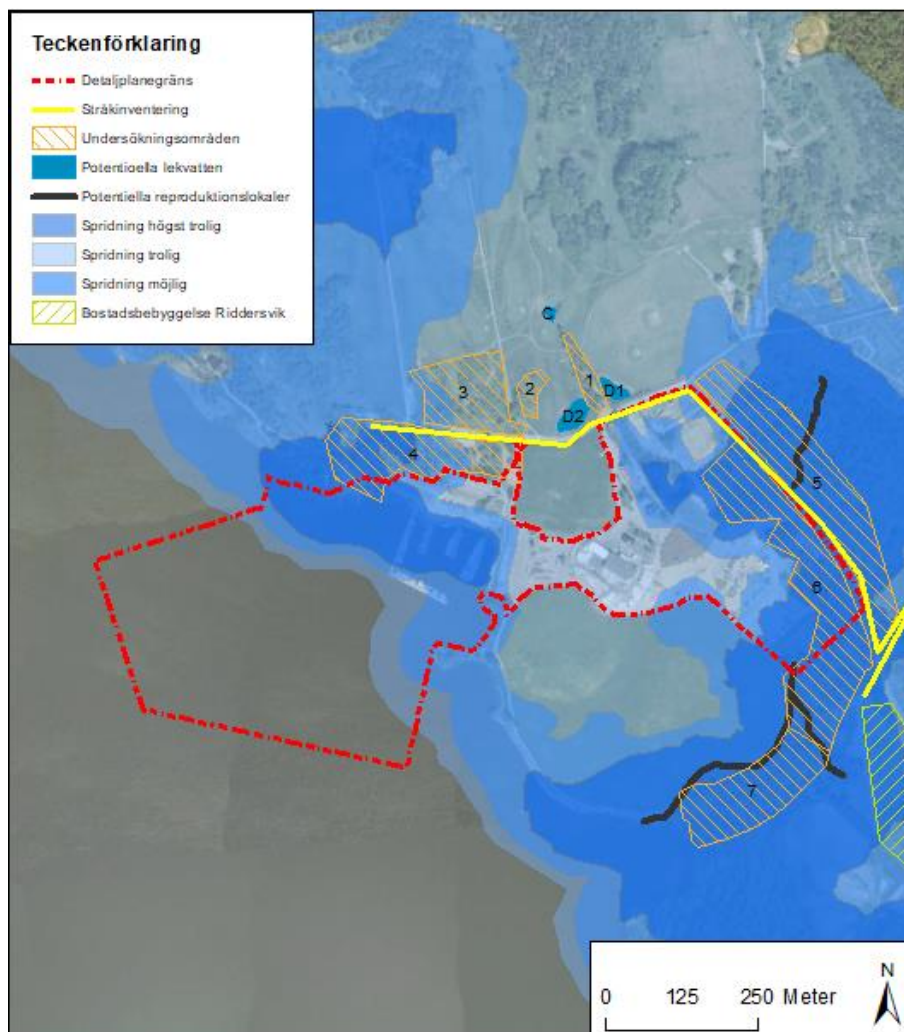 Teckenförklaring
Detaljplanegräns
Stråkinventering
Undersökningsområden
Potentioella lekvatten
Potentiella reproduktionslokaler
Spridning högst trolig
Spridning trolig
Spridning möjlig
Bostadsbebyggelse Riddersvik
C
3
2
1
D1
D2
4
5
6
7
N
0 125 250 Meter